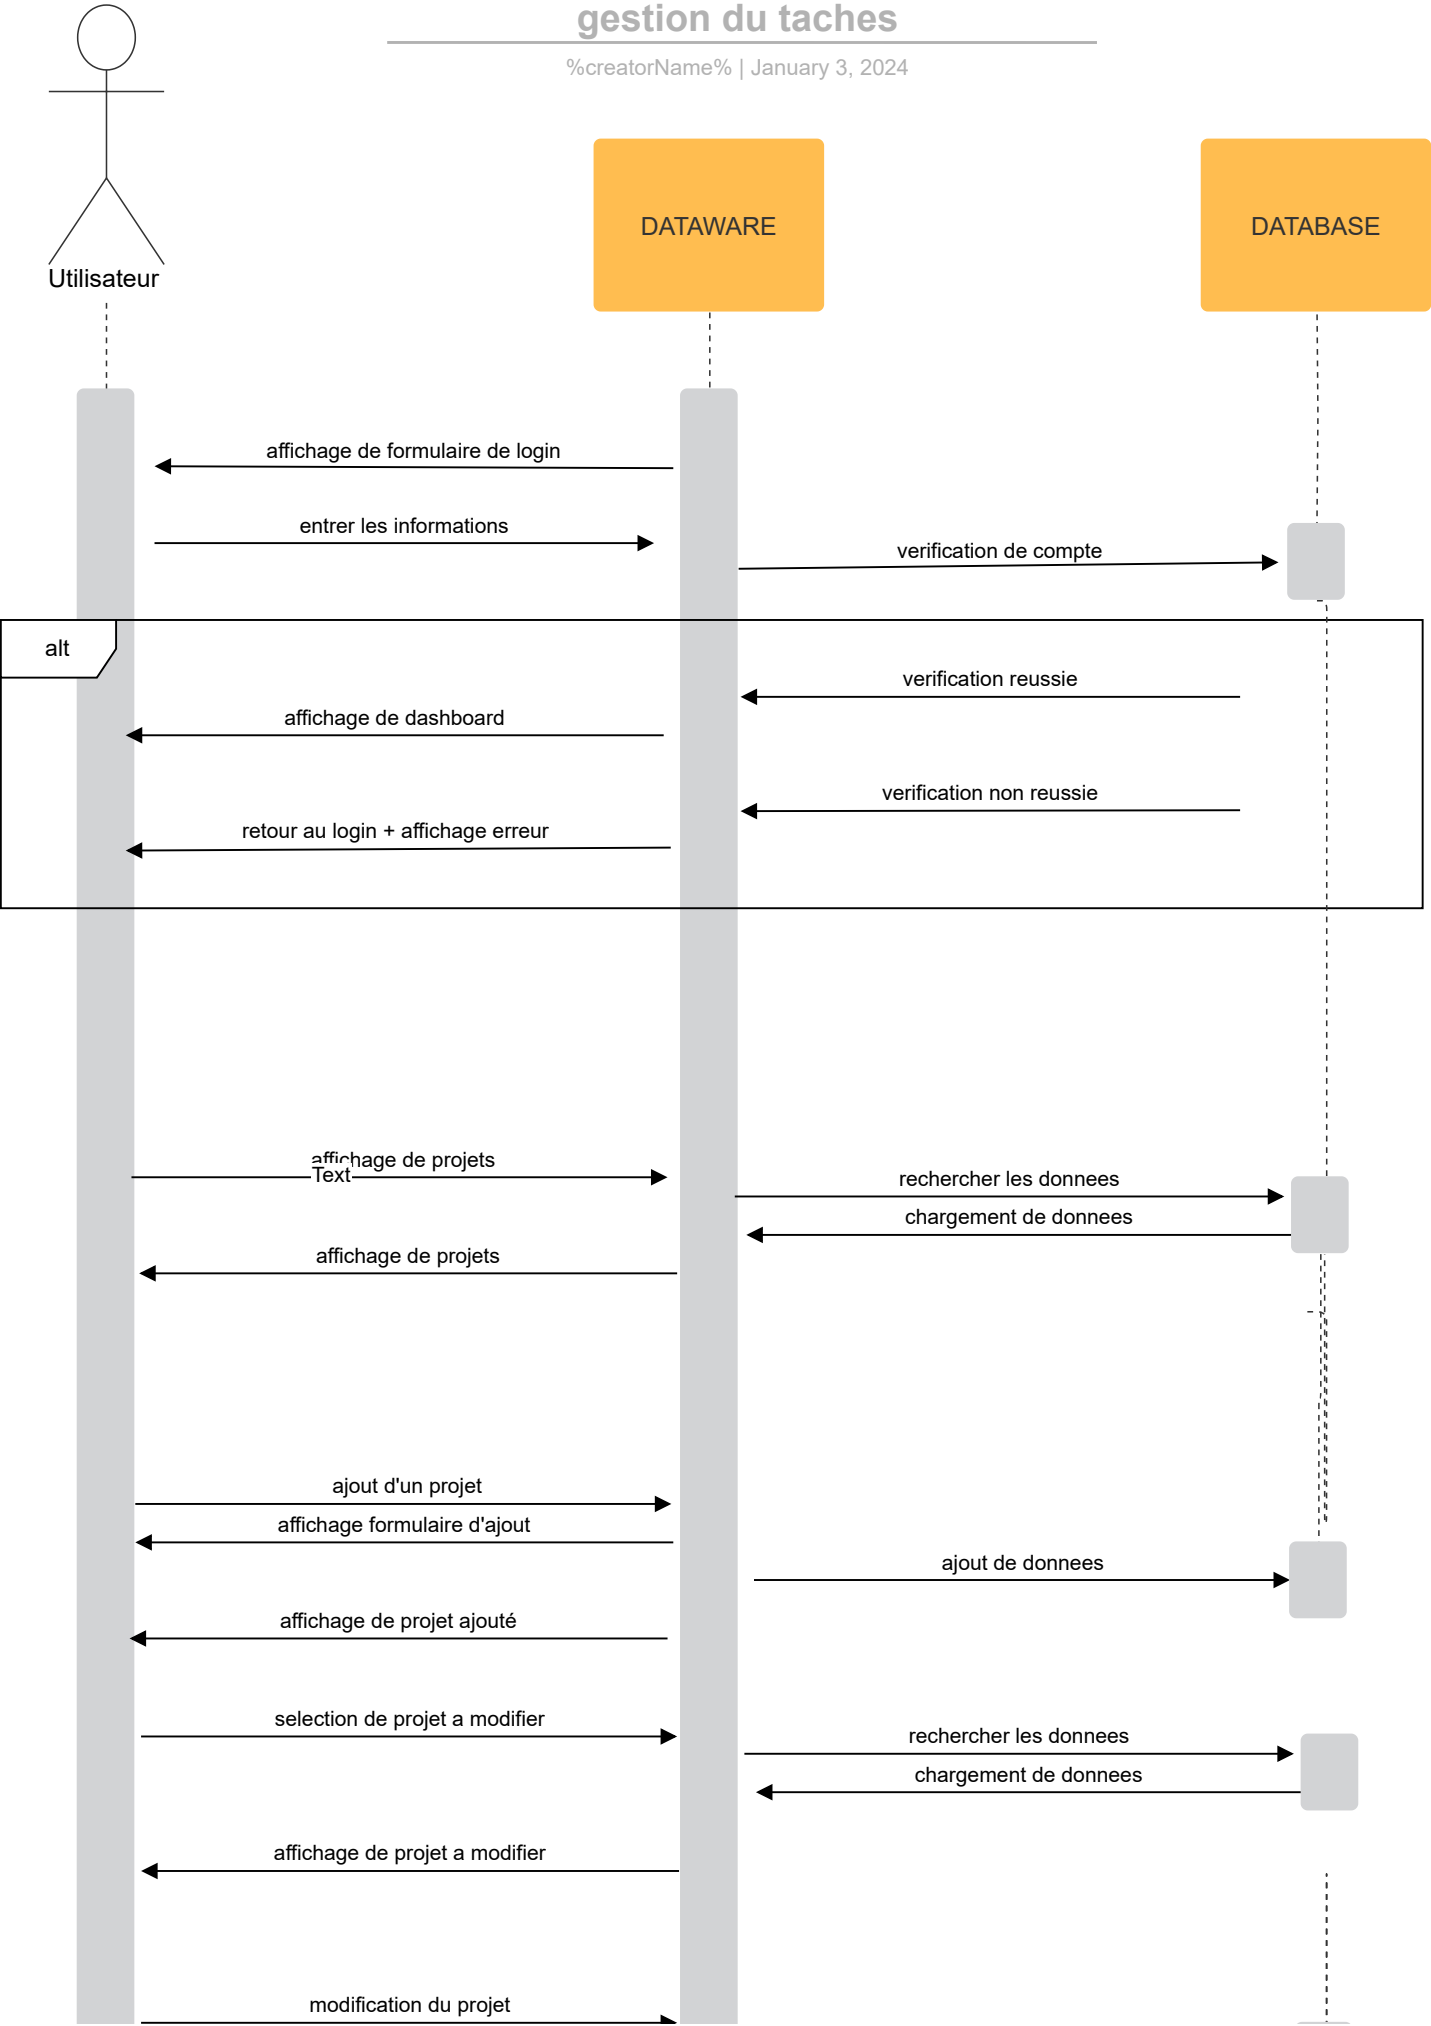 gestion du taches
%creatorName% | January 3, 2024
Utilisateur
DATAWARE
DATABASE
affichage de formulaire de login
entrer les informations
verification de compte
alt
verification reussie
affichage de dashboard
verification non reussie
retour au login + affichage erreur
affichage de projets
Text
rechercher les donnees
chargement de donnees
affichage de projets
ajout d'un projet
affichage formulaire d'ajout
ajout de donnees
affichage de projet ajouté
selection de projet a modifier
rechercher les donnees
chargement de donnees
affichage de projet a modifier
modification du projet